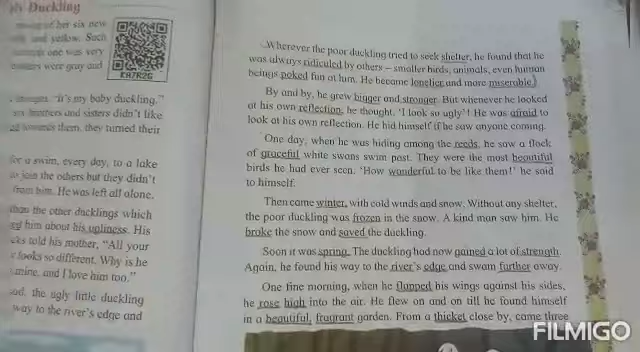 ly Duckling
of her six new
and yellow. Such
one was very
were gray and
KR7R2G
"It's my baby duckling."
brothers and sisters didn't like
towards them, they turned their
for a swim, every day, to a lake
to join the others but they didn't
from him. He was left all alone.
than the other ducklings which
him about his ugliness. His
told his mother, "All your
looks so different. Why is he
mine, and I love him too."
the ugly little duckling
way to the river's edge and
Wherever the poor duckling tried to seek shelter, he found that he
was always ridiculed by others – smaller birds, animals, even human
beings poked fun at him. He became lonelier and more miserable.
By and by, he grew bigger and stronger. But whenever he looked
at his own reflection, he thought, 'I look so ugly'! He was afraid to
look at his own reflection. He hid himself if he saw anyone coming.
One day, when he was hiding among the reeds, he saw a flock
of graceful white swans swim past. They were the most beautiful
birds he had ever seen. 'How wonderful to be like them!' he said
to himself.
Then came winter, with cold winds and snow. Without any shelter,
the poor duckling was frozen in the snow. A kind man saw him. He
broke the snow and saved the duckling.
Soon it was spring. The duckling had now gained a lot of strength.
Again, he found his way to the river's edge and swam further away.
One fine morning, when he flapped his wings against his sides,
he rose high into the air. He flew on and on till he found himself
in a beautiful, fragrant garden. From a thicket close by, came three
FILMIGO